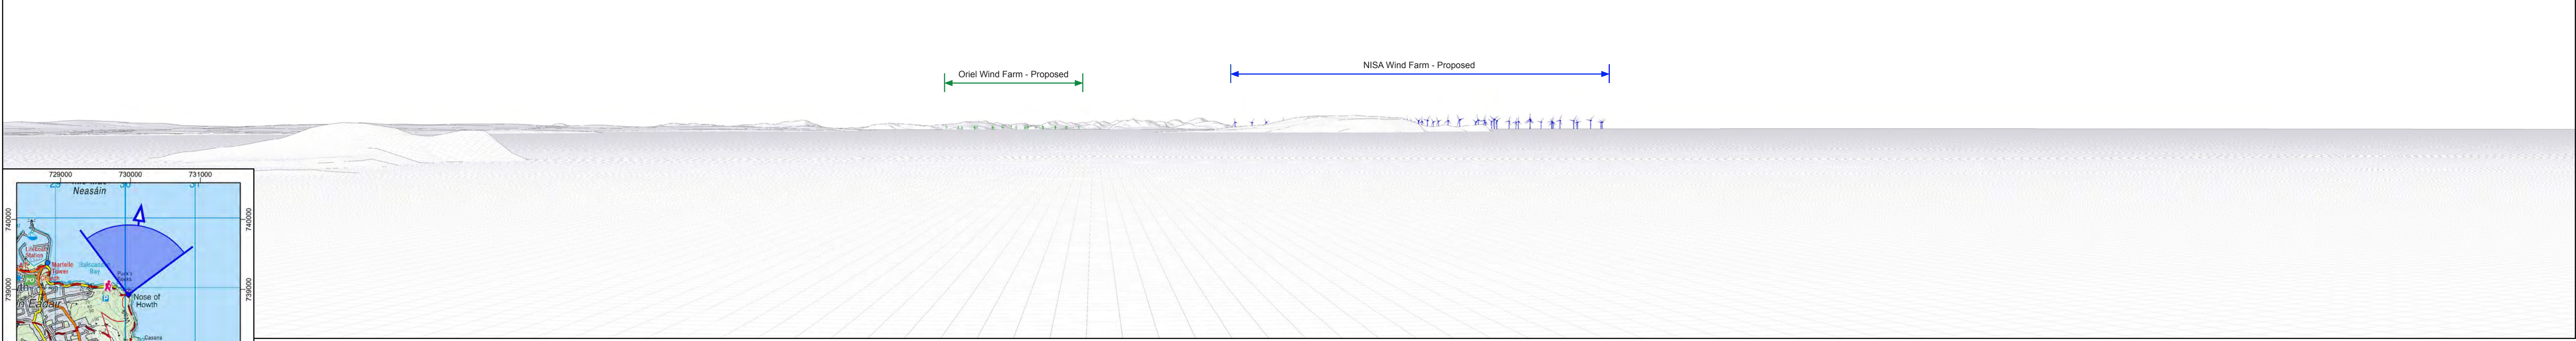 NISA Wind Farm - Proposed
Oriel Wind Farm - Proposed
729000
730000
731000
Neasáin
740000
740000
Martello
Tower
Bay
739000
739000
P
Nose of
Howth